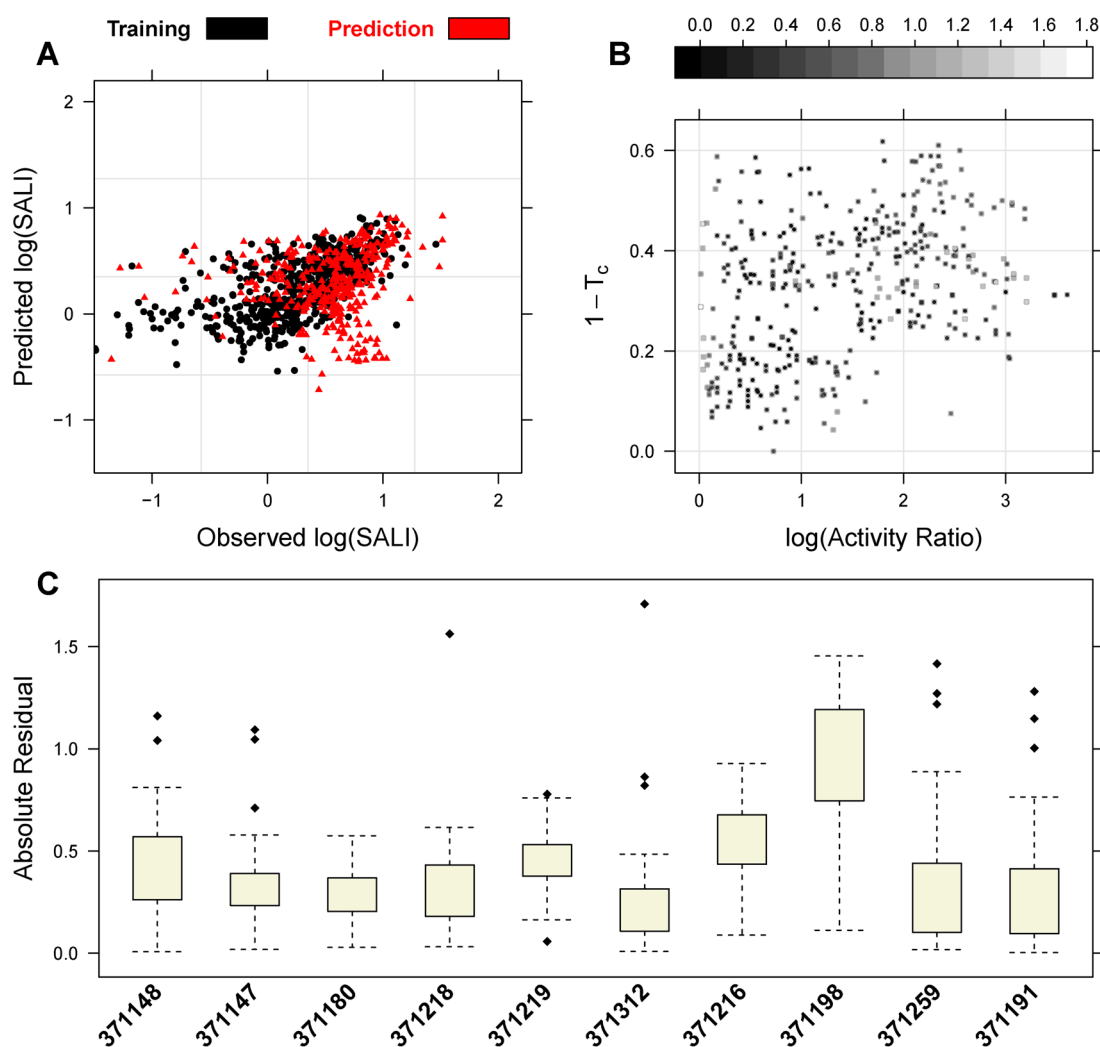 Training Prediction
A
2
1
0
−1
−1 0 1 2
Predicted log(SALI)
Observed log(SALI)
B
0.0 0.2 0.4 0.6 0.8 1.0 1.2 1.4 1.6 1.8
0.6
0.4
0.2
0.0
0 1 2 3
1 − Tc
log(Activity Ratio)
C
1.5
1.0
0.5
0.0
Absolute Residual
371148 371147 371180 371218 371219 371312 371216 371198 371259 371191